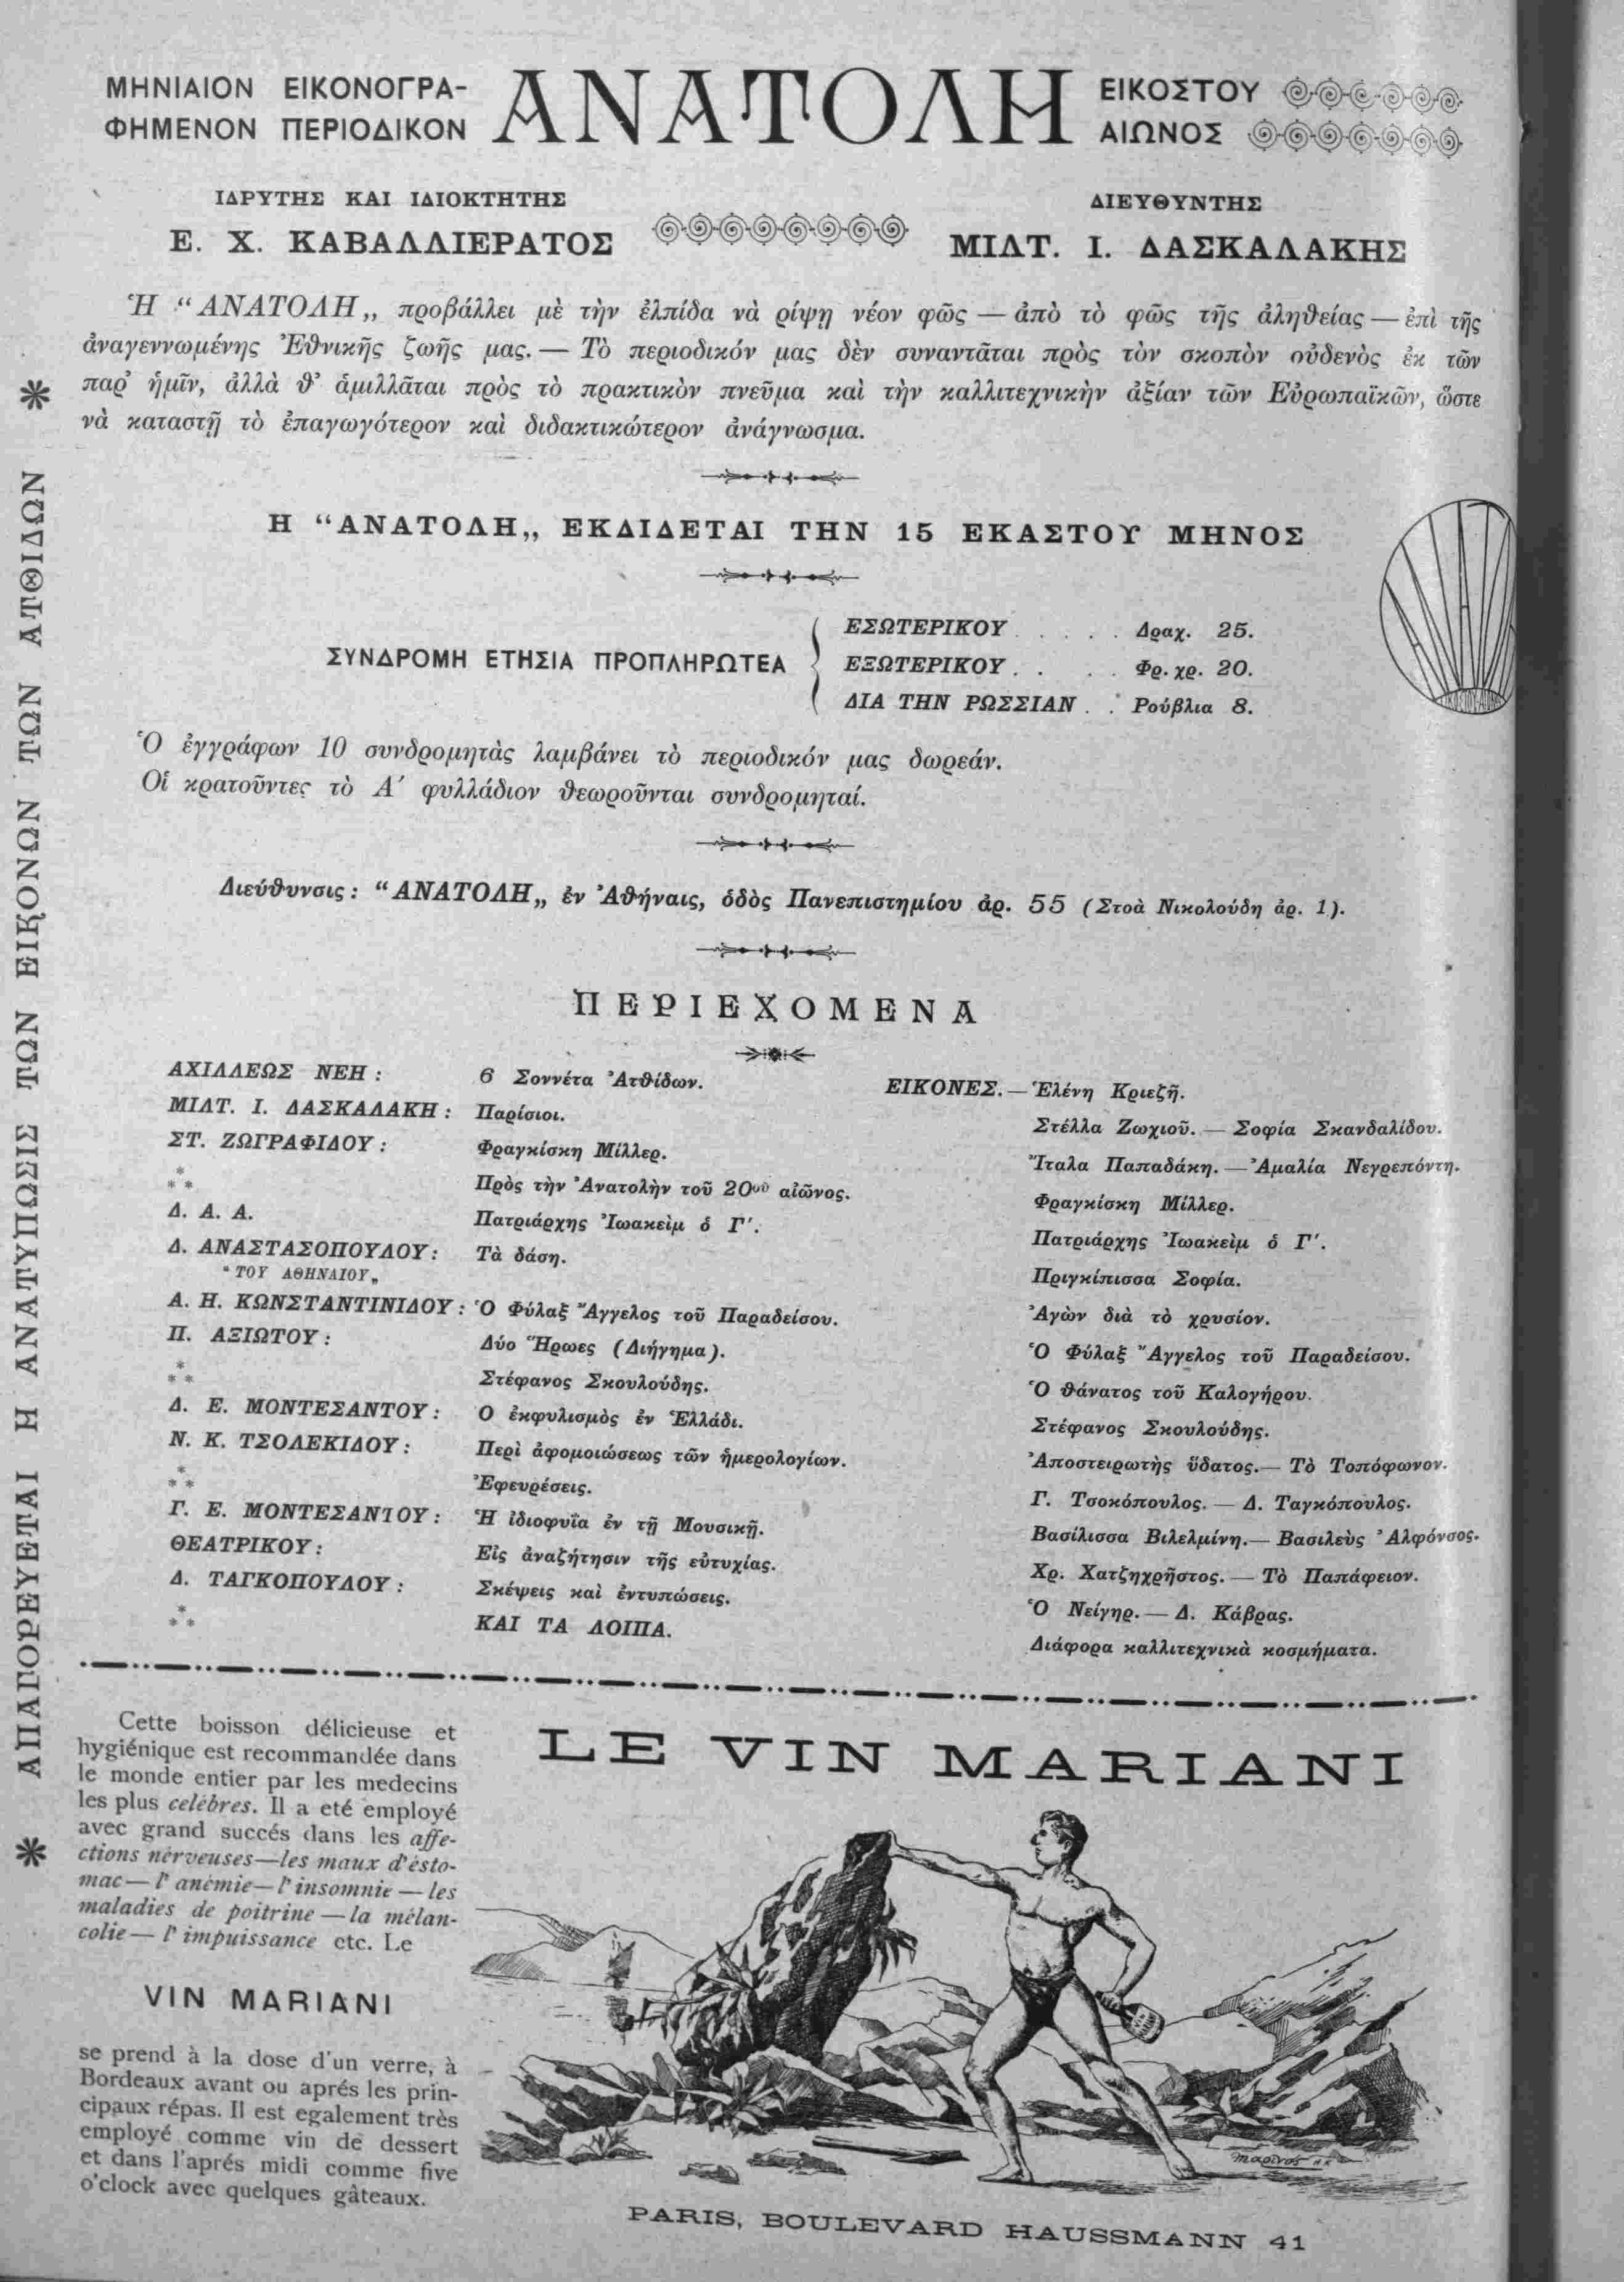 ΜΗΝΙΑΙΟΝ ΕΙΚΟΝΟΓΡΑ-
ΦΗΜΕΝΟΝ ΠΕΡΙΟΔΙΚΟΝ
ΑΝΑΤΟΛΗ
ΕΙΚΟΣΤΟΥ
ΑΙΩΝΟΣ
ΙΔΡΥΤΗΣ ΚΑΙ ΙΔΙΟΚΤΗΤΗΣ
Ε. Χ. ΚΑΒΑΛΛΙΕΡΑΤΟΣ
ΔΙΕΥΘΥΝΤΗΣ
ΜΙΛΤ. Ι. ΔΑΣΚΑΛΑΚΗΣ
Ἡ “ΑΝΑΤΟΛΗ„ προβάλλει μὲ τὴν ἐλπίδα νὰ ρίψῃ νέον φῶς — ἀπὸ τὸ φῶς τῆς ἀληθείας — ἐπὶ τῆς
ἀναγεννωμένης Ἐθνικῆς ζωῆς μας. — Τὸ περιοδικόν μας δὲν συναντᾶται πρὸς τὸν σκοπὸν οὐδενὸς ἐκ τῶν
παρ’ ἡμῖν, ἀλλὰ θ’ ἁμιλλᾶται πρὸς τὸ πρακτικὸν πνεῦμα καὶ τὴν καλλιτεχνικὴν ἀξίαν τῶν Εὐρωπαϊκῶν, ὥστε
νὰ καταστῇ τὸ ἐπαγωγότερον καὶ διδακτικώτερον ἀνάγνωσμα.
Η “ΑΝΑΤΟΛΗ„ ΕΚΔΙΔΕΤΑΙ ΤΗΝ 15 ΕΚΑΣΤΟΥ ΜΗΝΟΣ
ΣΥΝΔΡΟΜΗ ΕΤΗΣΙΑ ΠΡΟΠΛΗΡΩΤΕΑ
ΕΣΩΤΕΡΙΚΟΥ . . . . . Δραχ. 25.
ΕΞΩΤΕΡΙΚΟΥ . . . . Φρ. χρ. 20.
ΔΙΑ ΤΗΝ ΡΩΣΣΙΑΝ . . Ρούβλια 8.
Ὁ ἐγγράφων 10 συνδρομητὰς λαμβάνει τὸ περιοδικόν μας δωρεάν.
Οἱ κρατοῦντες τὸ Α΄ φυλλάδιον θεωροῦνται συνδρομηταί.
Διεύθυνσις: “ΑΝΑΤΟΛΗ„ ἐν Ἀθήναις, ὁδὸς Πανεπιστημίου ἀρ. 55 (Στοὰ Νικολούδη ἀρ. 1).
ΠΕΡΙΕΧΟΜΕΝΑ
ΑΧΙΛΛΕΩΣ ΝΕΗ: 6 Σοννέτα Ἀτθίδων.
ΜΙΛΤ. Ι. ΔΑΣΚΑΛΑΚΗ: Παρίσιοι.
ΣΤ. ΖΩΓΡΑΦΙΔΟΥ: Φραγκίσκη Μίλλερ.
*** Πρὸς τὴν Ἀνατολὴν τοῦ 20οῦ αἰῶνος.
Δ. Α. Α. Πατριάρχης Ἰωακεὶμ ὁ Γ΄.
Δ. ΑΝΑΣΤΑΣΟΠΟΥΛΟΥ: Τὰ δάση.
“ΤΟΥ ΑΘΗΝΑΙΟΥ„
Α. Η. ΚΩΝΣΤΑΝΤΙΝΙΔΟΥ: Ὁ Φύλαξ Ἄγγελος τοῦ Παραδείσου.
Π. ΑΞΙΩΤΟΥ: Δύο Ἥρωες (Διήγημα).
*** Στέφανος Σκουλούδης.
Δ. Ε. ΜΟΝΤΕΣΑΝΤΟΥ: Ο ἐκφυλισμὸς ἐν Ἑλλάδι.
Ν. Κ. ΤΣΟΛΕΚΙΔΟΥ: Περὶ ἀφομοιώσεως τῶν ἡμερολογίων.
*** Ἐφευρέσεις.
Γ. Ε. ΜΟΝΤΕΣΑΝΤΟΥ: Ἡ ἰδιοφυΐα ἐν τῇ Μουσικῇ.
ΘΕΑΤΡΙΚΟΥ: Εἰς ἀναζήτησιν τῆς εὐτυχίας.
Δ. ΤΑΓΚΟΠΟΥΛΟΥ: Σκέψεις καὶ ἐντυπώσεις.
*** ΚΑΙ ΤΑ ΛΟΙΠΑ.
ΕΙΚΟΝΕΣ. — Ἑλένη Κριεζῆ.
Στέλλα Ζωχιοῦ. — Σοφία Σκανδαλίδου.
Ἴταλα Παπαδάκη. — Ἀμαλία Νεγρεπόντη.
Φραγκίσκη Μίλλερ.
Πατριάρχης Ἰωακεὶμ ὁ Γ΄.
Πριγκίπισσα Σοφία.
Ἀγὼν διὰ τὸ χρυσίον.
Ὁ Φύλαξ Ἄγγελος τοῦ Παραδείσου.
Ὁ θάνατος τοῦ Καλογήρου.
Στέφανος Σκουλούδης.
Ἀποστειρωτὴς ὕδατος. — Τὸ Τοπόφωνον.
Γ. Τσοκόπουλος. — Δ. Ταγκόπουλος.
Βασίλισσα Βιλελμίνη. — Βασιλεὺς Ἀλφόνσος.
Χρ. Χατζηχρῆστος. — Τὸ Παπάφειον.
Ὁ Νείγηρ. — Δ. Κάβρας.
Διάφορα καλλιτεχνικὰ κοσμήματα.
* ΑΠΑΓΟΡΕΥΕΤΑΙ Η ΑΝΑΤΥΠΩΣΙΣ ΤΩΝ ΕΙΚΟΝΩΝ ΤΩΝ ΑΤΘΙΔΩΝ *
Cette boisson délicieuse et
hygiénique est recommandée dans
le monde entier par les medecins
les plus celèbres. Il a eté employé
avec grand succés dans les affe-
ctions nérveuses—les maux d'ésto-
mac— l' anémie—l' insomnie — les
maladies de poitrine — la mélan-
colie — l' impuissance etc. Le
VIN MARIANI
se prend à la dose d'un verre, à
Bordeaux avant ou aprés les prin-
cipaux répas. Il est egalement très
employé comme vin de dessert
et dans l'aprés midi comme five
o'clock avec quelques gâteaux.
LE VIN MARIANI
PARIS, BOULEVARD HAUSSMANN 41